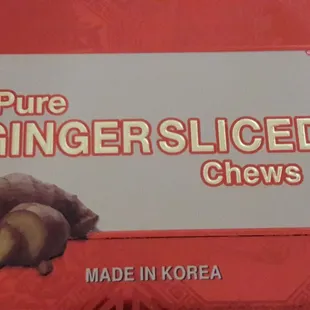 Pure
GINGER SLICED
Chews
MADE IN KOREA